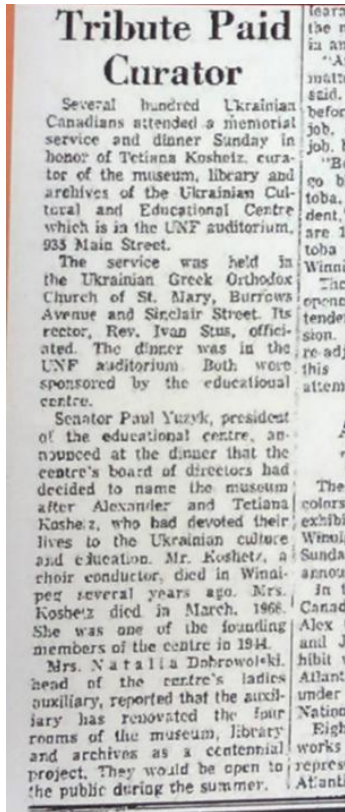 Tribute Paid
Curator
Several hundred Ukrainian
Canadians attended a memorial
service and dinner Sunday in
honor of Tetiana Koshetz, cura-
tor of the museum, library and
archives of the Ukrainian Cul-
tural and Educational Centre
which is in the UNF auditorium,
935 Main Street.
The service was held in
the Ukrainian Greek Orthodox
Church of St. Mary, Burrows
Avenue and Sinclair Street. Its
rector, Rev. Ivan Stus, offici-
ated. The dinner was in the
UNF auditorium. Both were
sponsored by the educational
centre.
Senator Paul Yuzyk, president
of the educational centre, an-
nounced at the dinner that the
centre's board of directors had
decided to name the museum
after Alexander and Tetiana
Koshetz, who had devoted their
lives to the Ukrainian culture
and education. Mr. Koshetz, a
choir conductor, died in Winni-
peg several years ago. Mrs.
Koshetz died in March, 1966.
She was one of the founding
members of the centre in 1944.
Mrs. Natalia Dobrowolski,
head of the centre's ladies
auxiliary, reported that the auxil-
iary has renovated the four
rooms of the museum, library
and archives as a centennial
project. They would be open to
the public during the summer.